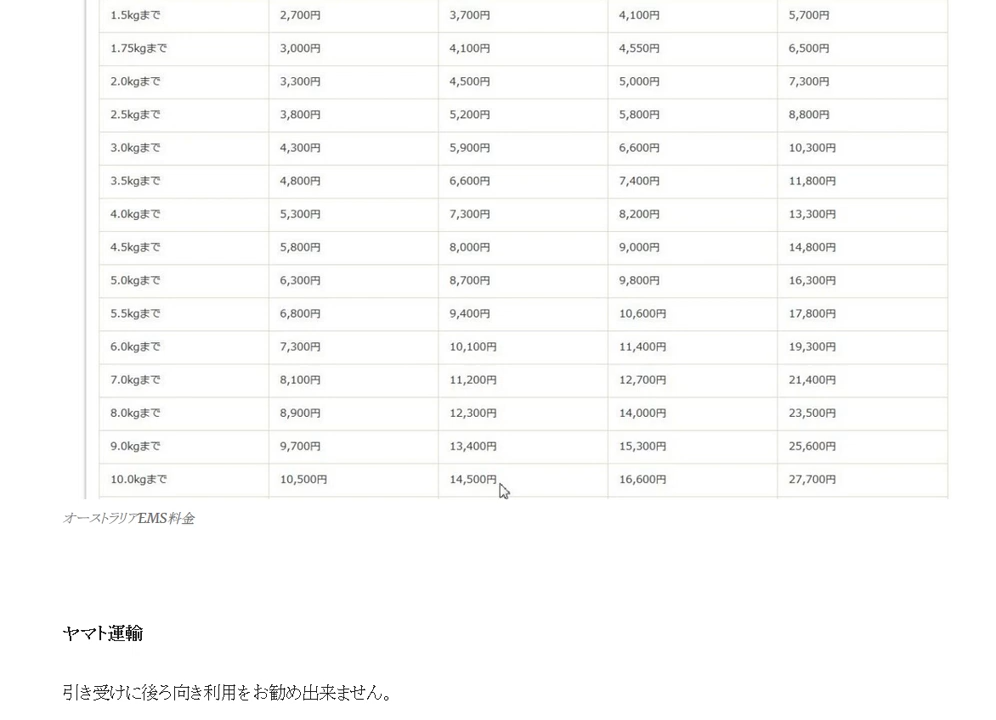 1.5kgまで 2,700円 3,700円 4,100円 5,700円
1.75kgまで 3,000円 4,100円 4,550円 6,500円
2.0kgまで 3,300円 4,500円 5,000円 7,300円
2.5kgまで 3,800円 5,200円 5,800円 8,800円
3.0kgまで 4,300円 5,900円 6,600円 10,300円
3.5kgまで 4,800円 6,600円 7,400円 11,800円
4.0kgまで 5,300円 7,300円 8,200円 13,300円
4.5kgまで 5,800円 8,000円 9,000円 14,800円
5.0kgまで 6,300円 8,700円 9,800円 16,300円
5.5kgまで 6,800円 9,400円 10,600円 17,800円
6.0kgまで 7,300円 10,100円 11,400円 19,300円
7.0kgまで 8,100円 11,200円 12,700円 21,400円
8.0kgまで 8,900円 12,300円 14,000円 23,500円
9.0kgまで 9,700円 13,400円 15,300円 25,600円
10.0kgまで 10,500円 14,500円 16,600円 27,700円
オーストラリアEMS料金
ヤマト運輸
引き受けに後ろ向き利用をお勧め出来ません。